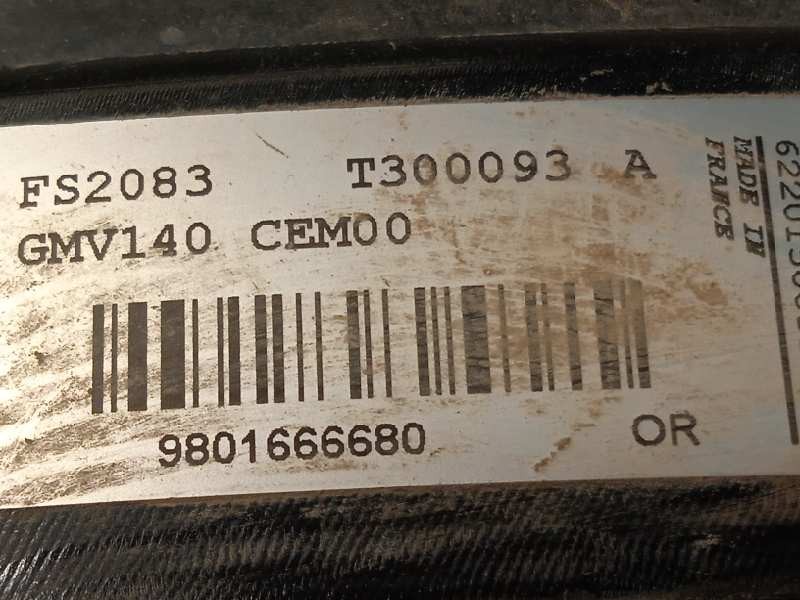 FS2083 T300093 A
GMV140 CEM00
9801666680 OR
MADE IN
FRANCE